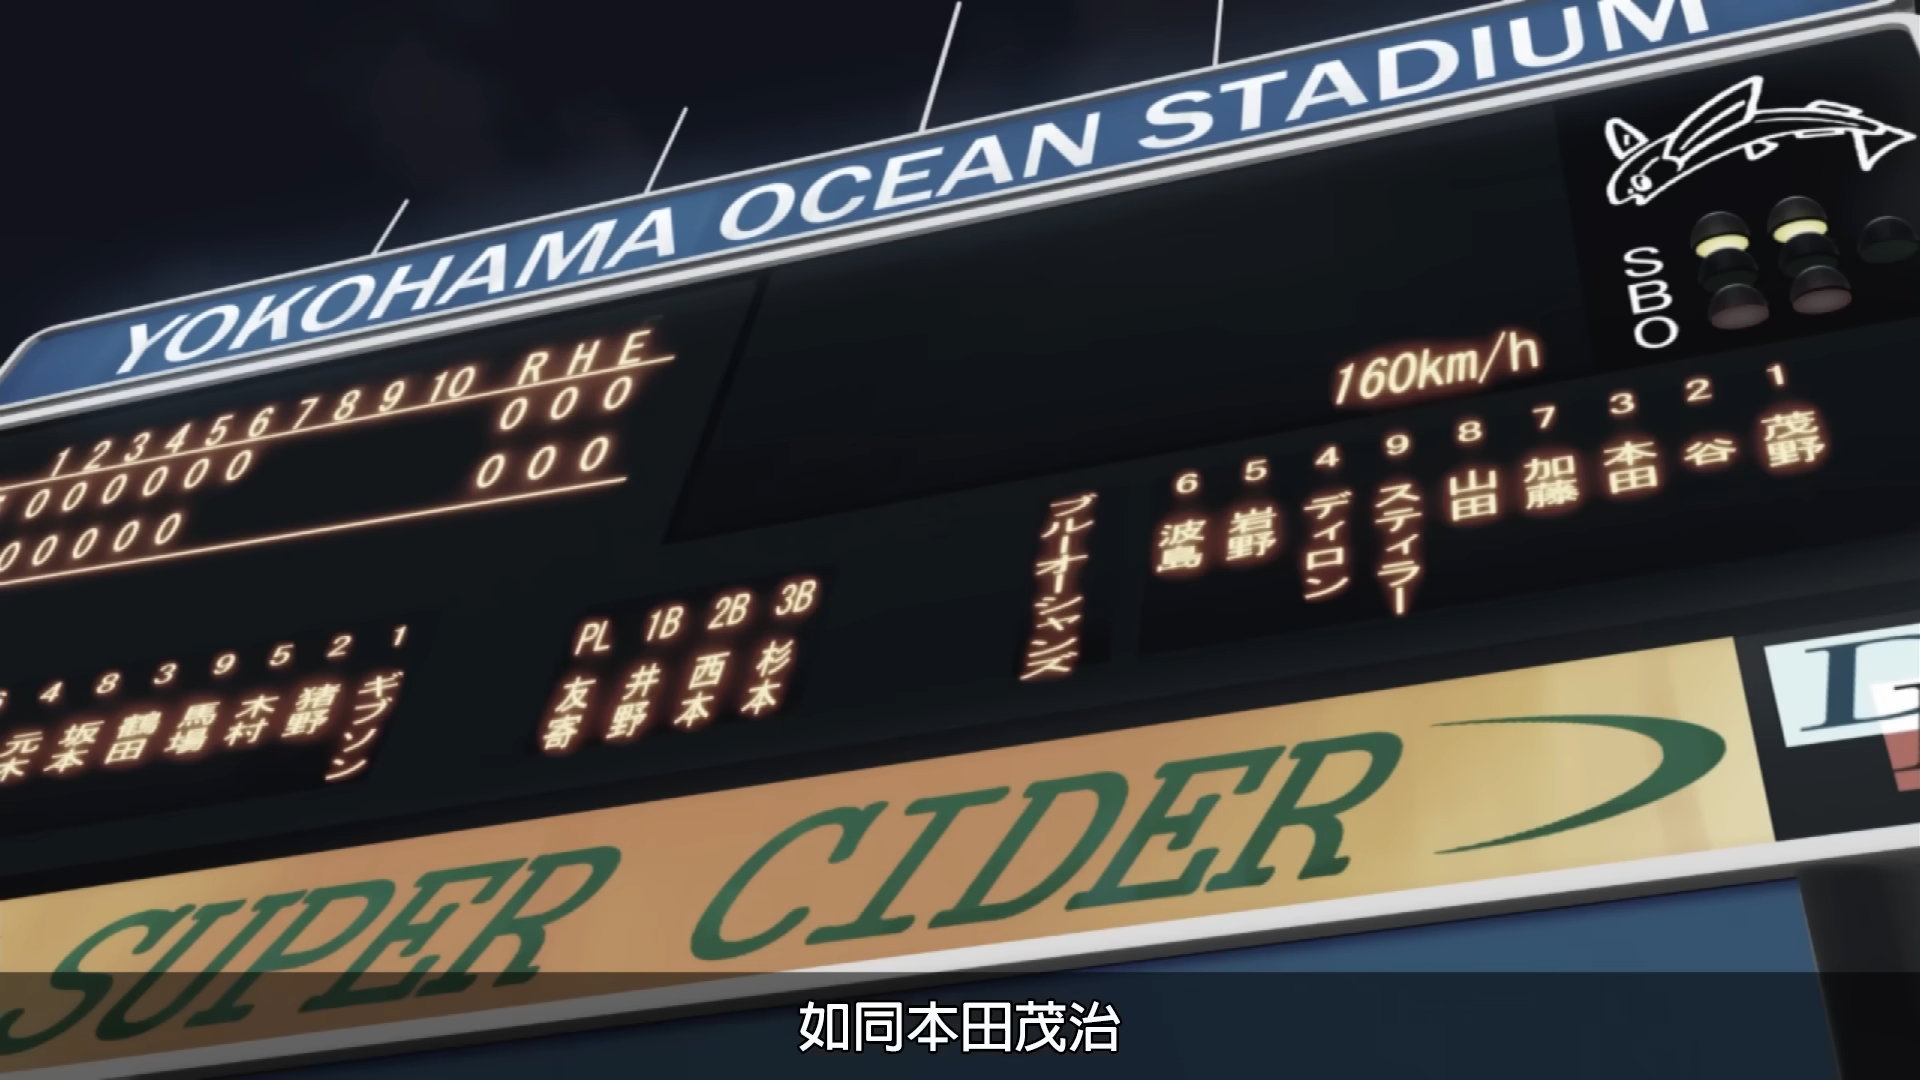 YOKOHAMA OCEAN STADIUM
1 2 3 4 5 6 7 8 9 10 R H E
0 0 0 0 0 0 0 0 0
0 0 0 0 0 0 0 0
160km/h
S
B
O
4 8 3 9 5 2 1
元木
坂本
鶴田
馬場
木村
猪野
ギブソン
PL 1B 2B 3B
友寄
井野
西本
杉本
ブルーオーシャンズ
6 5 4 9 8 7 3 2 1
波島
岩野
ディロン
スティラー
山田
加藤
本田
谷
茂野
SUPER CIDER
如同本田茂治